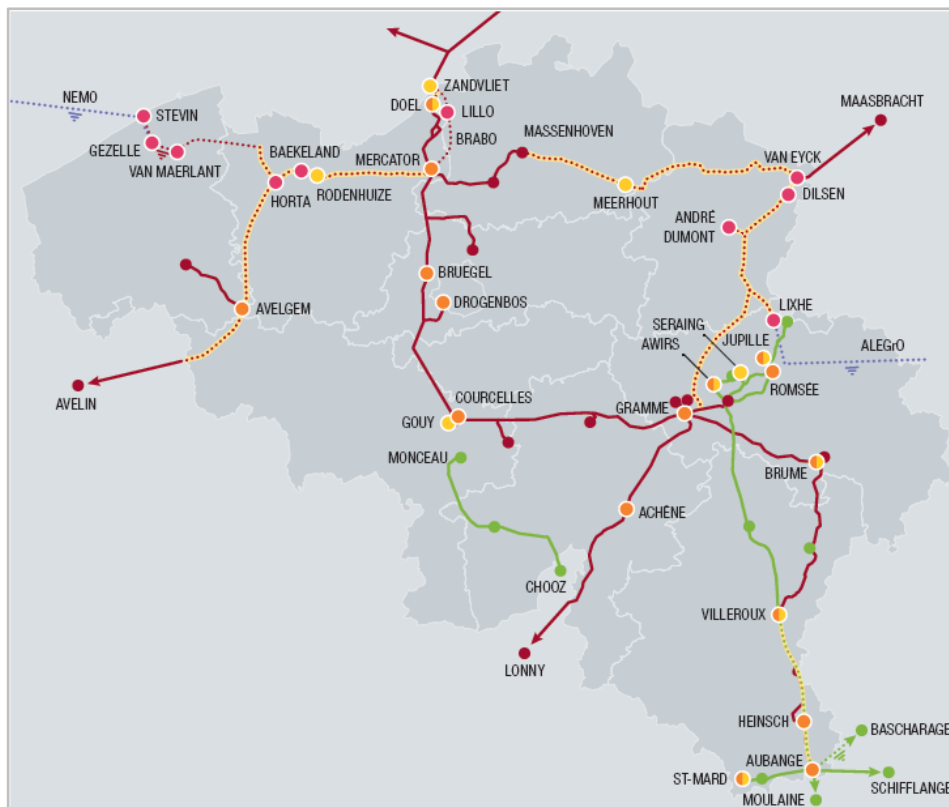 ZANDVLIET
NEMO
STEVIN
DOEL
LILLO
MAASBRACHT
BRABO
MASSENHOVEN
GEZELLE
BAEKELAND
MERCATOR
VAN EYCK
VAN MAERLANT
HORTA
RODENHUIZE
MEERHOUT
DILSEN
ANDRÉ
DUMONT
BRUEGEL
DROGENBOS
AVELGEM
LIXHE
SERAING
JUPILLE
AWIRS
ALEGrO
AVELIN
ROMSÉE
COURCELLES
GRAMME
GOUY
MONCEAU
BRUME
ACHÊNE
CHOOZ
VILLEROUX
LONNY
HEINSCH
BASCHARAGE
AUBANGE
ST-MARD
SCHIFFLANGE
MOULAINE